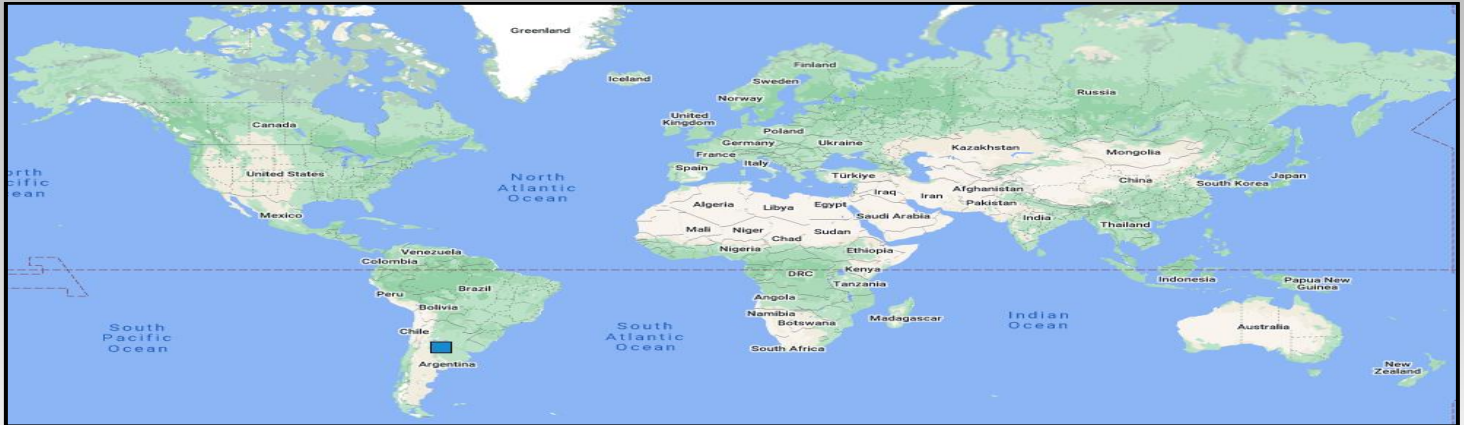 Greenland
Iceland
Finland
Sweden
Norway
Russia
Canada
United
Kingdom
Poland
Germany
Ukraine
France
Italy
Spain
Türkiye
Kazakhstan
Mongolia
United States
North
Atlantic
Ocean
orth
cific
ean
Iraq
Iran
Afghanistan
Pakistan
China
South Korea
Japan
Mexico
Algeria
Libya
Egypt
Saudi Arabia
India
Mali
Niger
Chad
Sudan
Thailand
Venezuela
Colombia
Nigeria
Ethiopia
Peru
Brazil
DRC
Kenya
Tanzania
Indonesia
Papua New
Guinea
Bolivia
Angola
Namibia
Botswana
Madagascar
Chile
South
Pacific
Ocean
South
Atlantic
Ocean
Indian
Ocean
Australia
South Africa
Argentina
New
Zealand